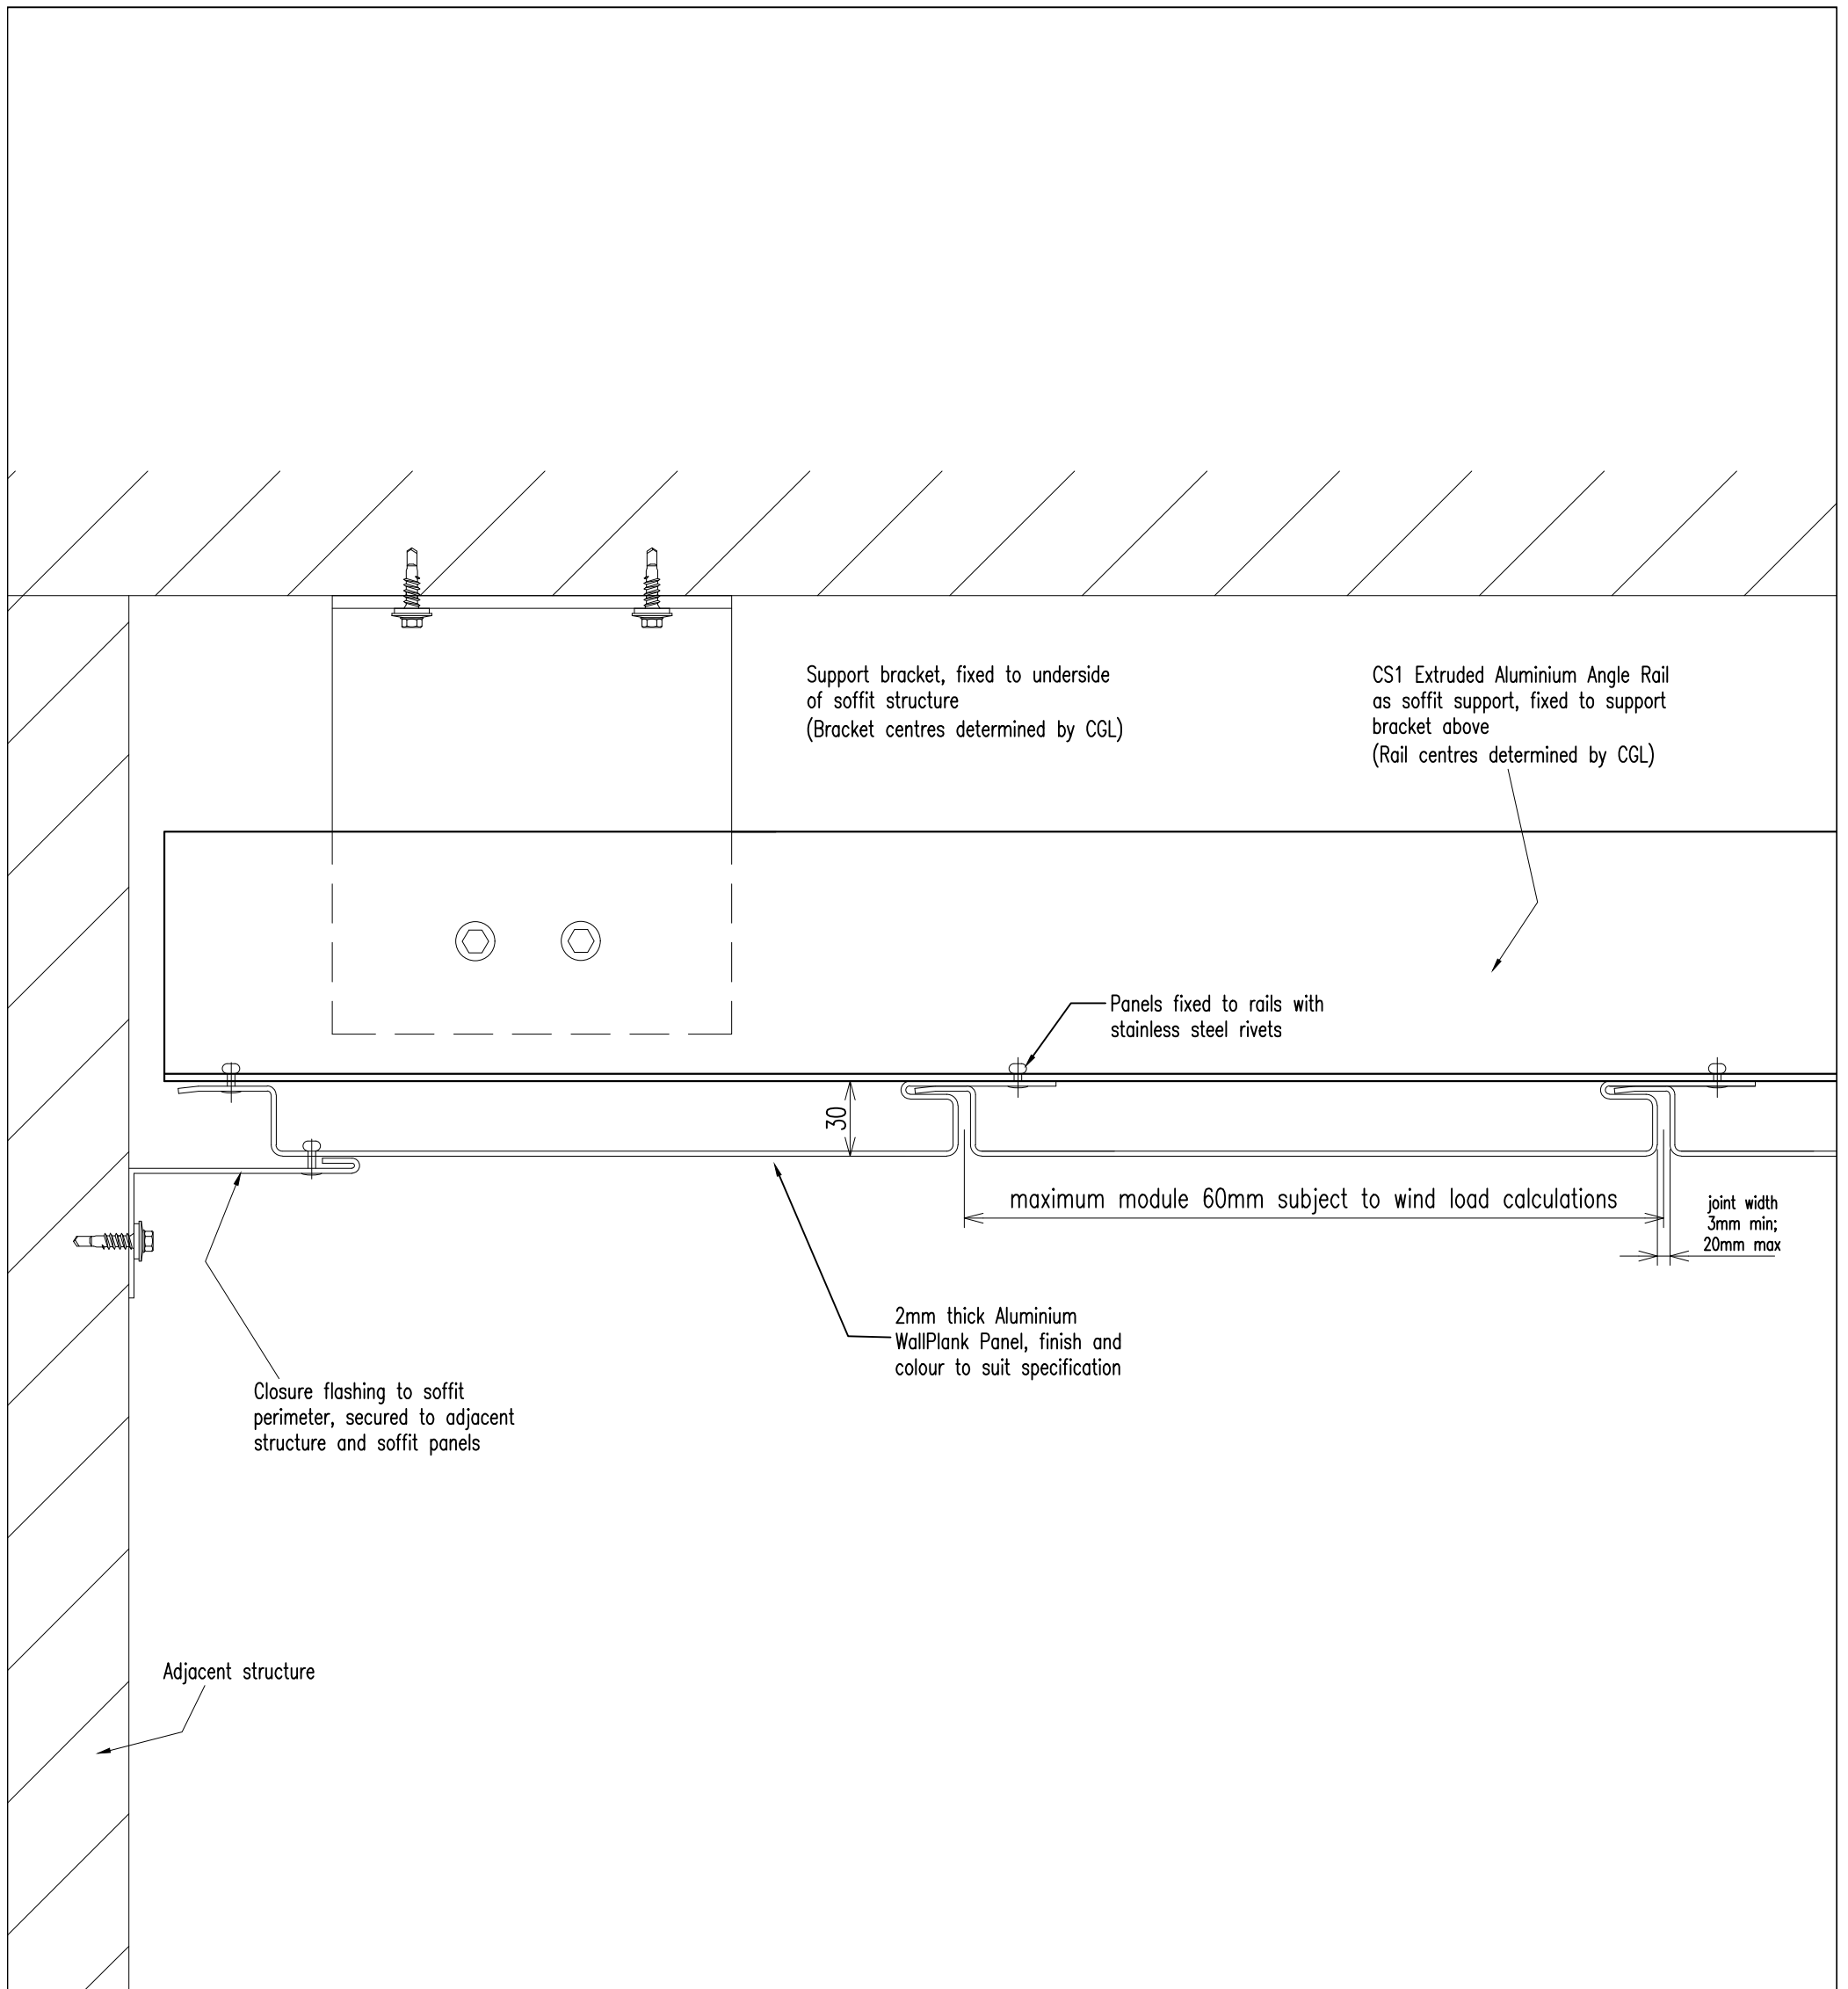 Support bracket, fixed to underside
of soffit structure
(Bracket centres determined by CGL)
CS1 Extruded Aluminium Angle Rail
as soffit support, fixed to support
bracket above
(Rail centres determined by CGL)
Panels fixed to rails with
stainless steel rivets
30
maximum module 60mm subject to wind load calculations
joint width
3mm min;
20mm max
2mm thick Aluminium
WallPlank Panel, finish and
colour to suit specification
Closure flashing to soffit
perimeter, secured to adjacent
structure and soffit panels
Adjacent structure